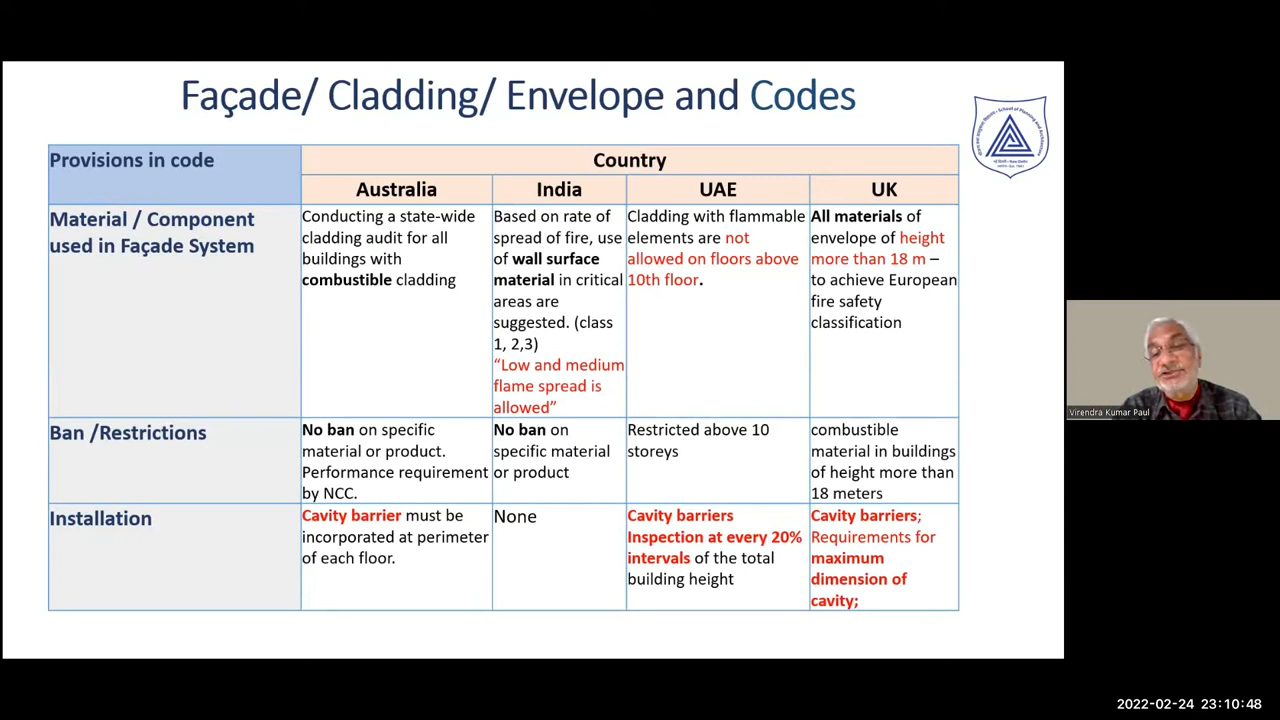 Façade/ Cladding/ Envelope and Codes
Provisions in code
Country
Australia
India
UAE
UK
Material / Component
used in Façade System
Conducting a state-wide
cladding audit for all
buildings with
combustible cladding
Based on rate of
spread of fire, use
of wall surface
material in critical
areas are
suggested. (class
1, 2,3)
“Low and medium
flame spread is
allowed”
Cladding with flammable
elements are not
allowed on floors above
10th floor.
All materials of
envelope of height
more than 18 m –
to achieve European
fire safety
classification
Ban /Restrictions
No ban on specific
material or product.
Performance requirement
by NCC.
No ban on
specific material
or product
Restricted above 10
storeys
combustible
material in buildings
of height more than
18 meters
Installation
Cavity barrier must be
incorporated at perimeter
of each floor.
None
Cavity barriers
Inspection at every 20%
intervals of the total
building height
Cavity barriers;
Requirements for
maximum
dimension of
cavity;
Virendra Kumar Paul
2022-02-24 23:10:48